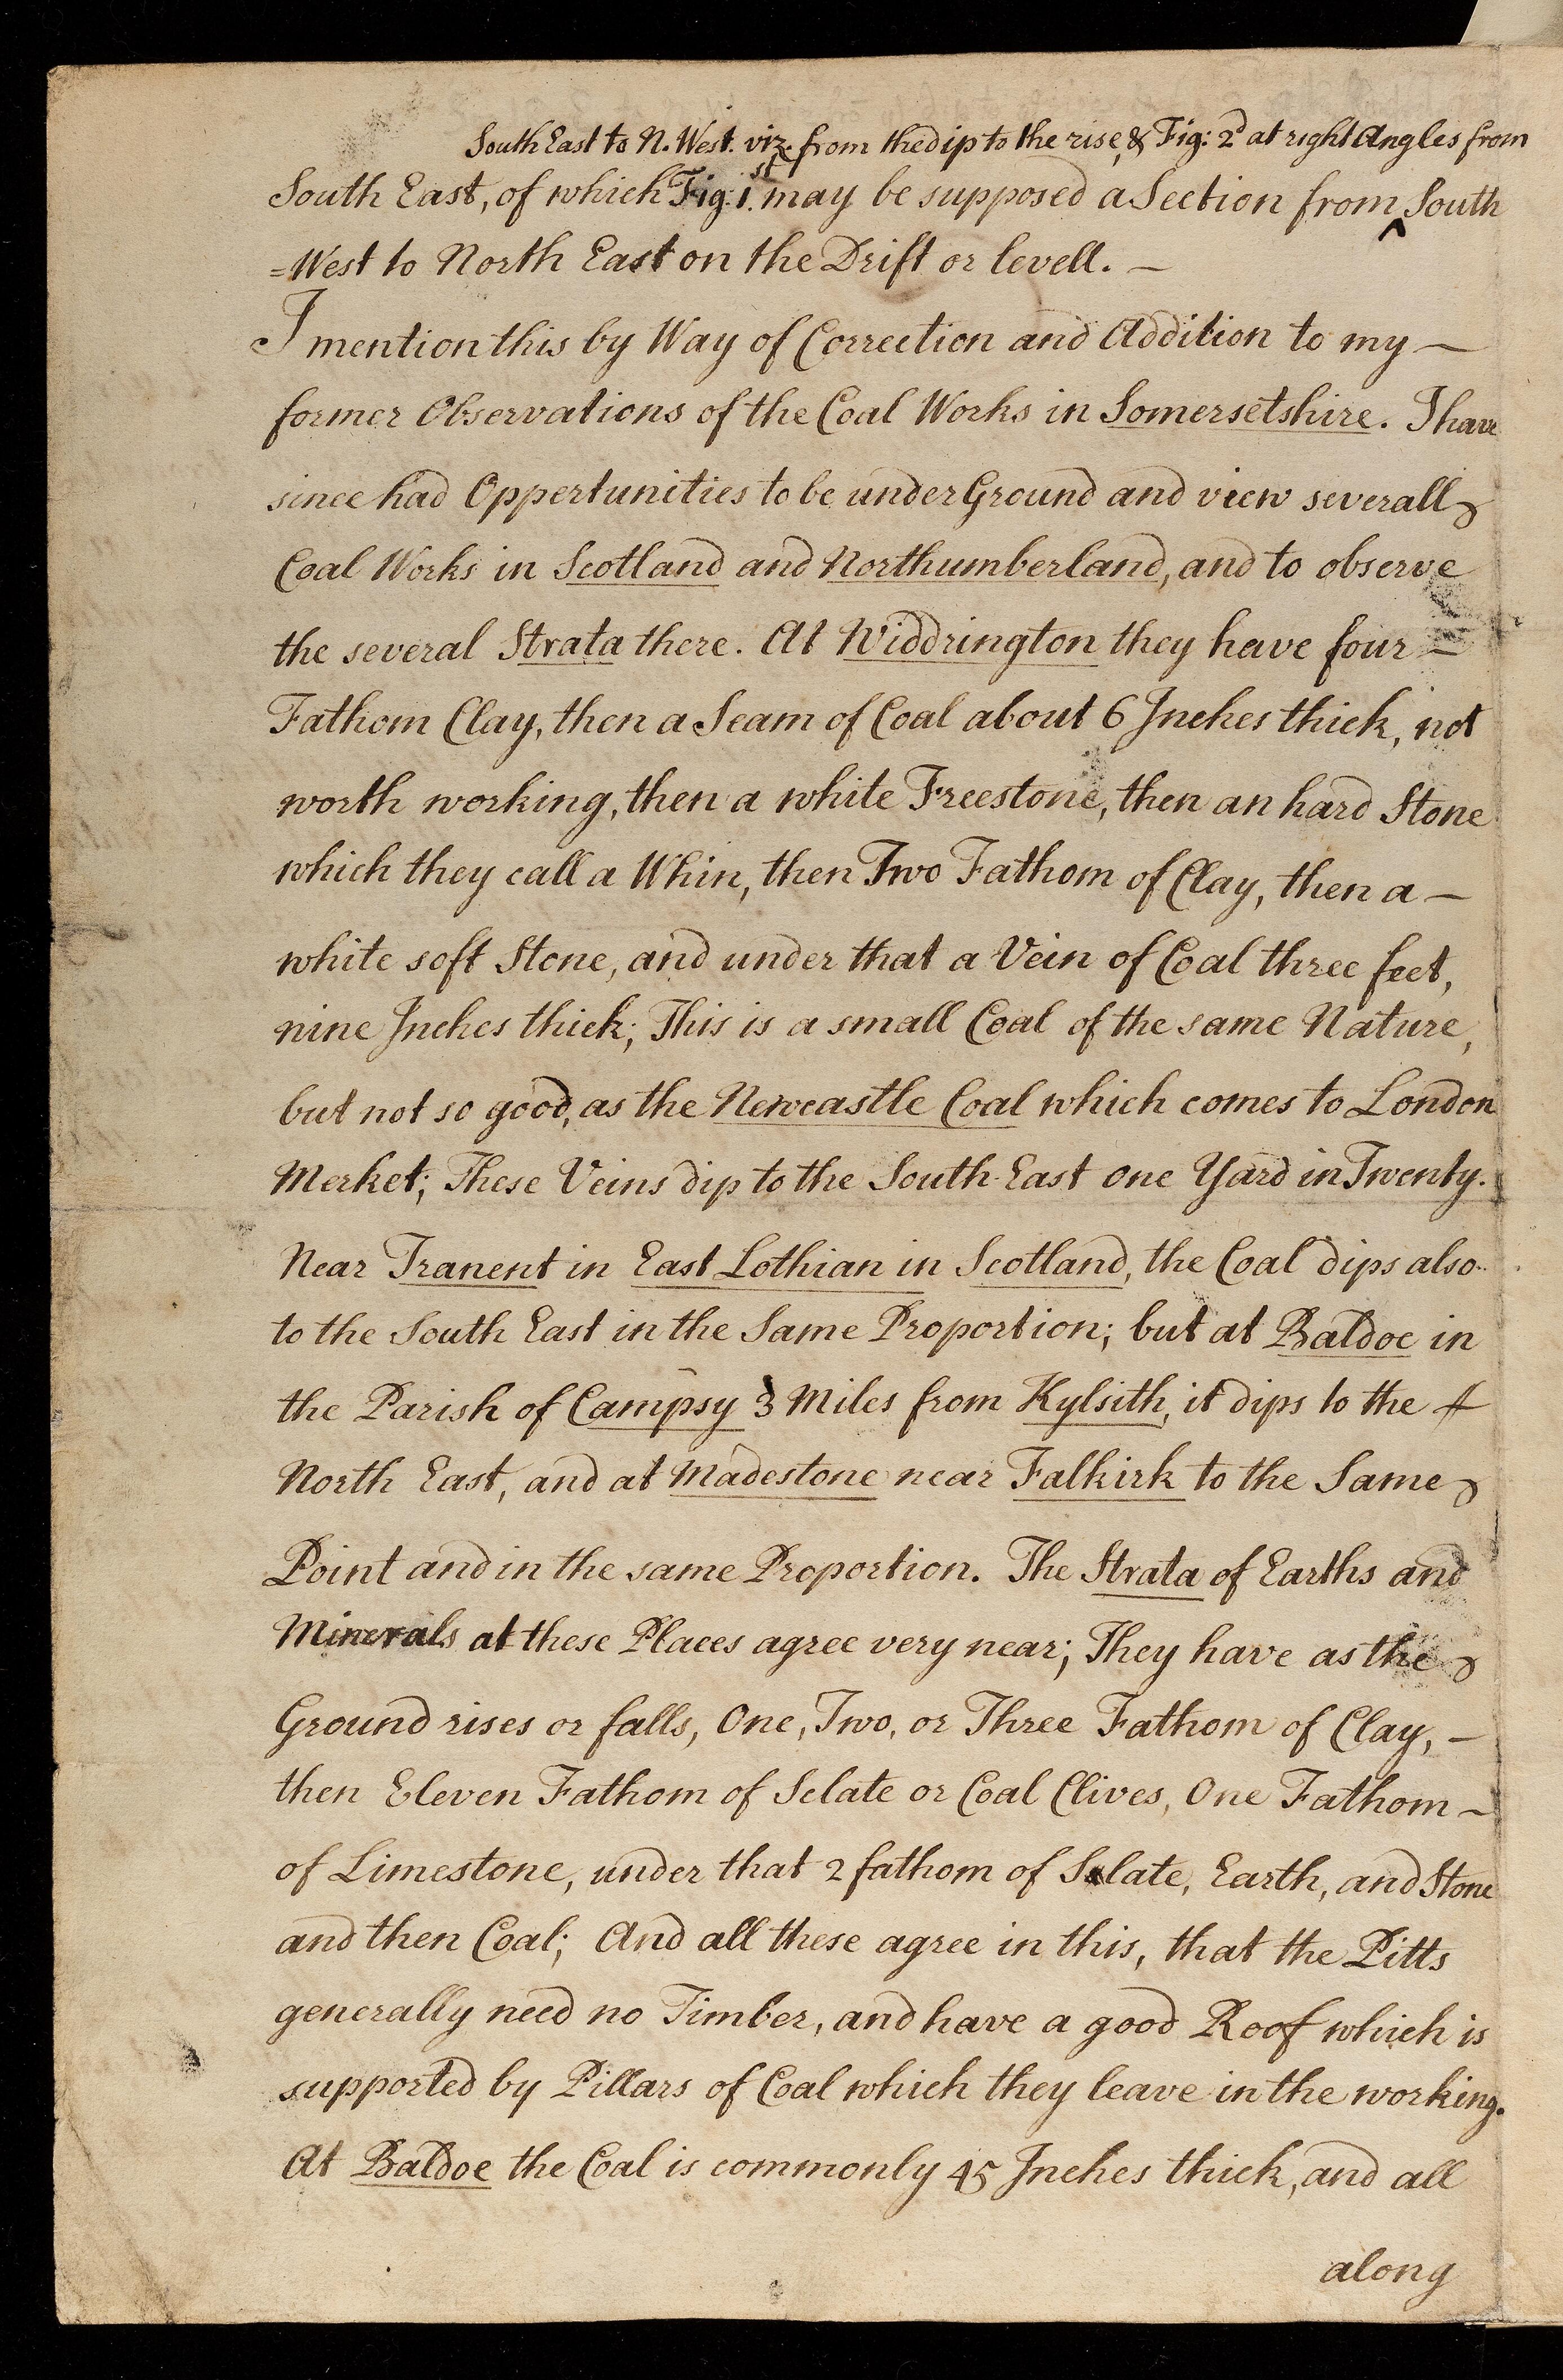 South East to N. West. viz. from the dip to the rise, & Fig: 2d at right Angles from
South East, of which Fig: 1.st may be supposed a Section from ‸ South
=West to North East on the Drift or levell. —
I mention this by Way of Correction and Addition to my —
former Observations of the Coal Works in Somersetshire. I have
since had Oppertunities to be under Ground and view severall
Coal Works in Scotland and Northumberland, and to observe
the several Strata there. At Widdrington they have four —
Fathom Clay, then a Seam of Coal about 6 Inches thick, not
worth working, then a white Freestone, then an hard Stone
which they call a Whin, then Two Fathom of Clay, then a —
white soft Stone, and under that a Vein of Coal three feet,
nine Inches thick; This is a small Coal of the same Nature,
but not so good, as the Newcastle Coal which comes to London
Merket; These Veins dip to the South-East one Yard in Twenty.
Near Tranent in East Lothian in Scotland, the Coal dips also
to the South East in the Same Proportion; but at Baldoe in
the Parish of Campsy 3 Miles from Kylsith, it dips to the
North East, and at Madestone near Falkirk to the Same
Point and in the same Proportion. The Strata of Earths and
Minerals at these Places agree very near; They have as the
Ground rises or falls, One, Two, or Three Fathom of Clay, —
then Eleven Fathom of Sclate or Coal Clives, One Fathom —
of Limestone, under that 2 fathom of Sclate, Earth, and Stone
and then Coal; And all these agree in this, that the Pitts
generally need no Timber, and have a good Roof which is
supported by Pillars of Coal which they leave in the working.
At Baldoe the Coal is commonly 45 Inches thick, and all
along